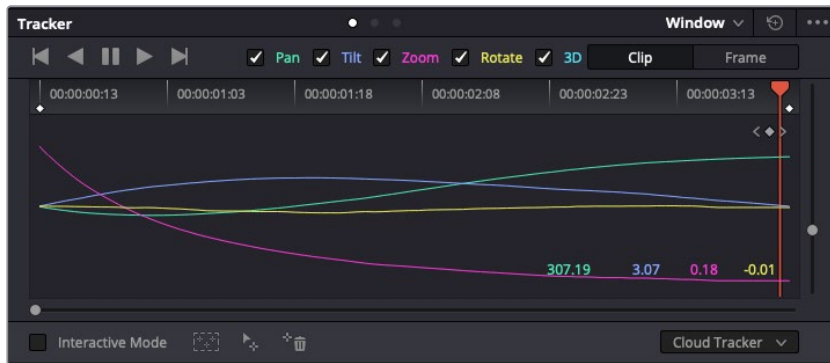 Tracker Window
Pan Tilt Zoom Rotate 3D Clip Frame
00:00:00:13 00:00:01:03 00:00:01:18 00:00:02:08 00:00:02:23 00:00:03:13
307.19 3.07 0.18 -0.01
Interactive Mode Cloud Tracker